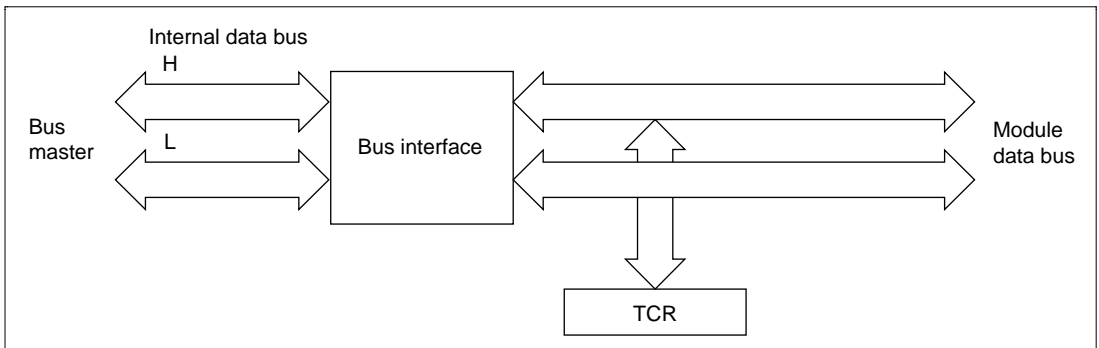 Internal data bus
H
L
Bus
master
Bus interface
Module
data bus
TCR